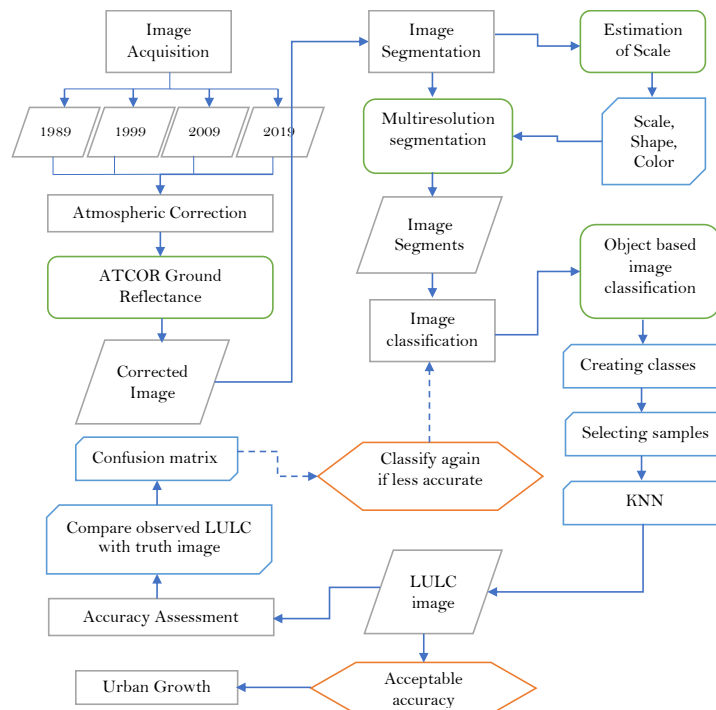 Image
Acquisition
1989
1999
2009
2019
Atmospheric Correction
ATCOR Ground
Reflectance
Corrected
Image
Image
Segmentation
Estimation
of Scale
Scale,
Shape,
Color
Multiresolution
segmentation
Image
Segments
Image
classification
Object based
image
classification
Creating classes
Selecting samples
KNN
LULC
image
Accuracy Assessment
Compare observed LULC
with truth image
Confusion matrix
Classify again
if less accurate
Acceptable
accuracy
Urban Growth